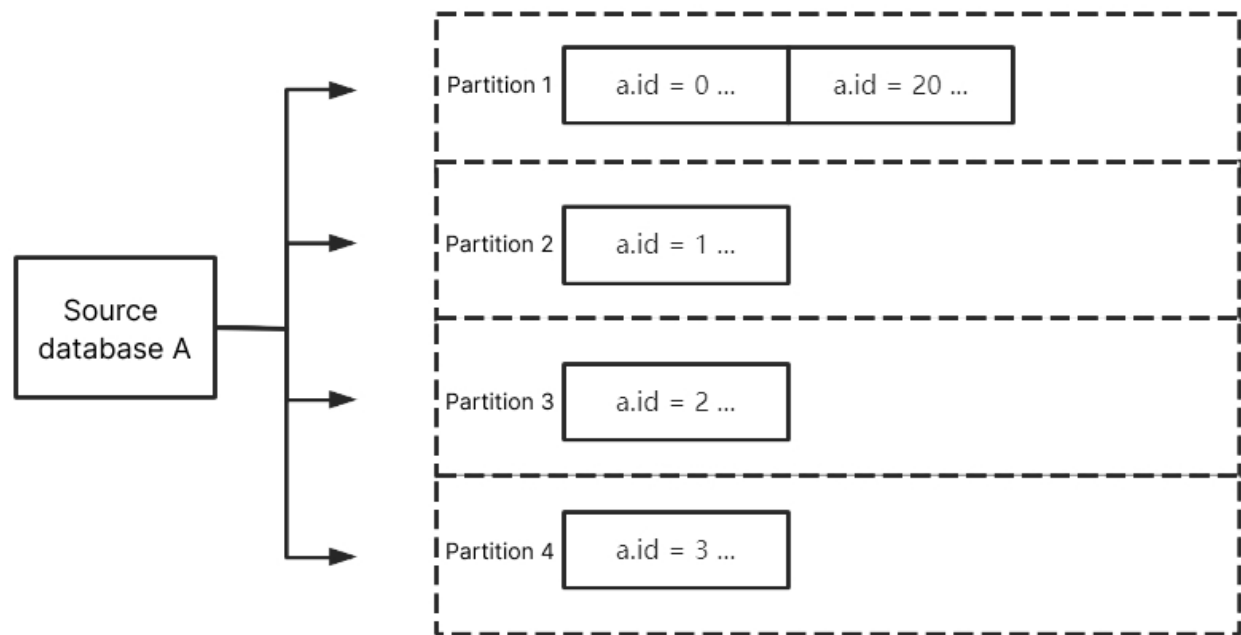 Partition 1
a.id = 0 ...
a.id = 20 ...
Partition 2
a.id = 1 ...
Source
database A
Partition 3
a.id = 2 ...
Partition 4
a.id = 3 ...